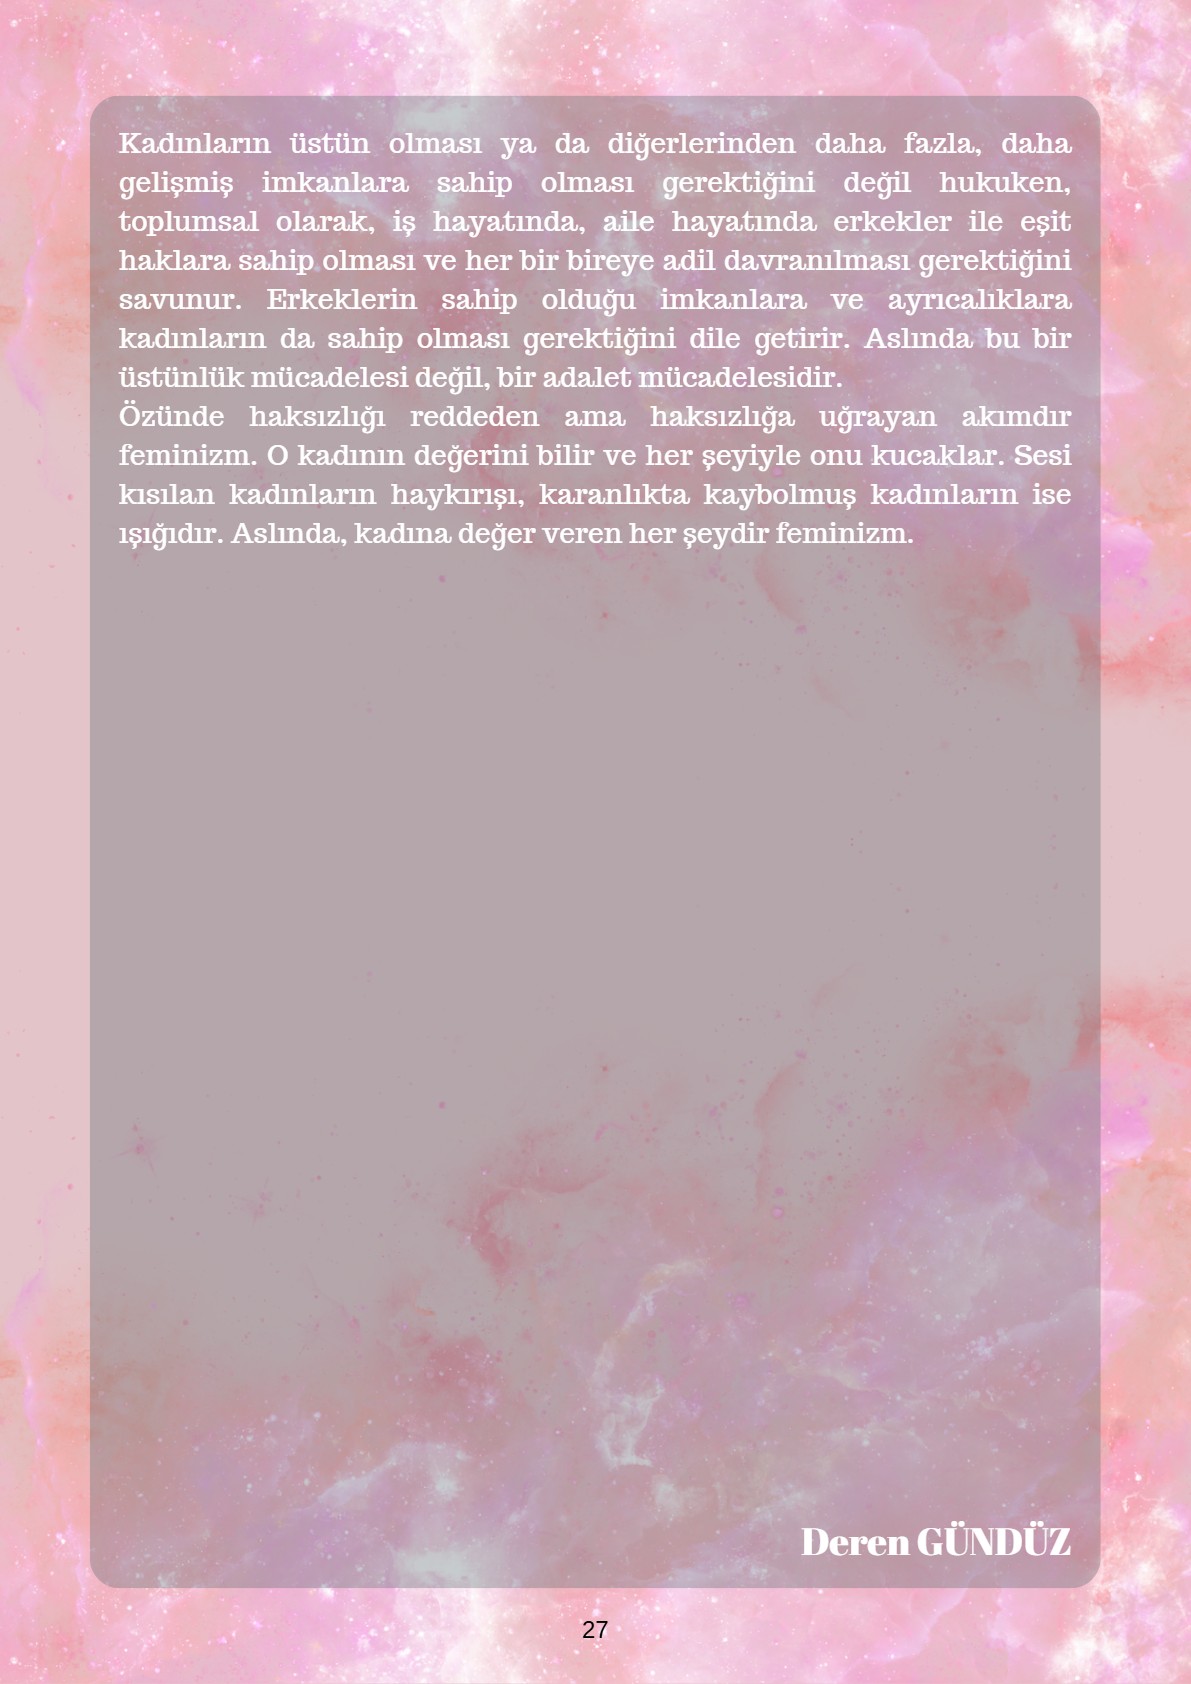 Kadınların üstün olması ya da diğerlerinden daha fazla, daha
gelişmiş imkanlara sahip olması gerektiğini değil hukuken,
toplumsal olarak, iş hayatında, aile hayatında erkekler ile eşit
haklara sahip olması ve her bir bireye adil davranılması gerektiğini
savunur. Erkeklerin sahip olduğu imkanlara ve ayrıcalıklara
kadınların da sahip olması gerektiğini dile getirir. Aslında bu bir
üstünlük mücadelesi değil, bir adalet mücadelesidir.
Özünde haksızlığı reddeden ama haksızlığa uğrayan akımdır
feminizm. O kadının değerini bilir ve her şeyiyle onu kucaklar. Sesi
kısılan kadınların haykırışı, karanlıkta kaybolmuş kadınların ise
ışığıdır. Aslında, kadına değer veren her şeydir feminizm.
Deren GÜNDÜZ
27